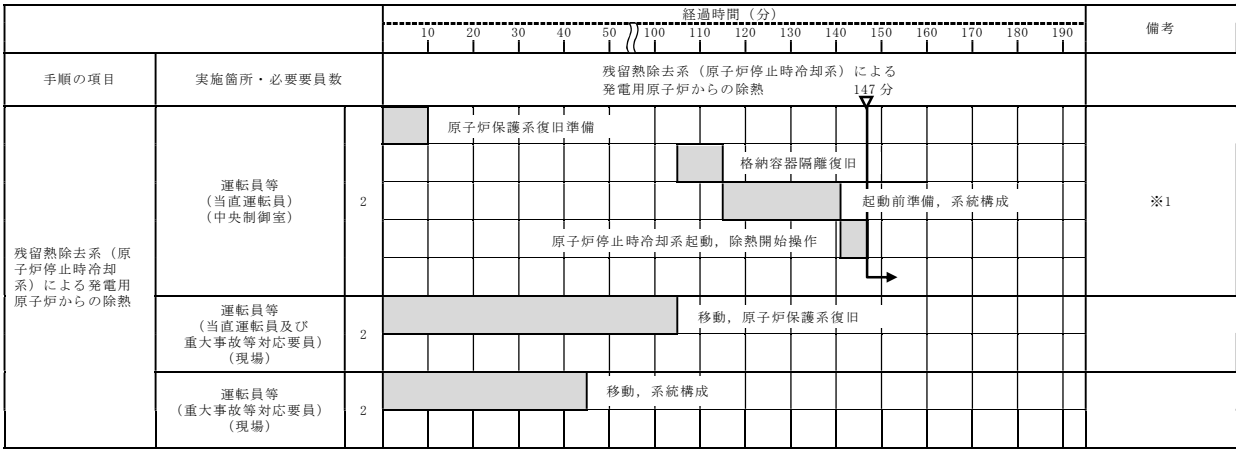 経過時間（分）
10 20 30 40 50 100 110 120 130 140 150 160 170 180 190
備考
手順の項目
実施箇所・必要要員数
残留熱除去系（原子炉停止時冷却系）による
発電用原子炉からの除熱
147分
残留熱除去系（原
子炉停止時冷却
系）による発電用
原子炉からの除熱
運転員等
（当直運転員）
（中央制御室）
2
原子炉保護系復旧準備
格納容器隔離復旧
起動前準備，系統構成
原子炉停止時冷却系起動，除熱開始操作
※1
運転員等
（当直運転員及び
重大事故等対応要員）
（現場）
2
移動，原子炉保護系復旧
運転員等
（重大事故等対応要員）
（現場）
2
移動，系統構成